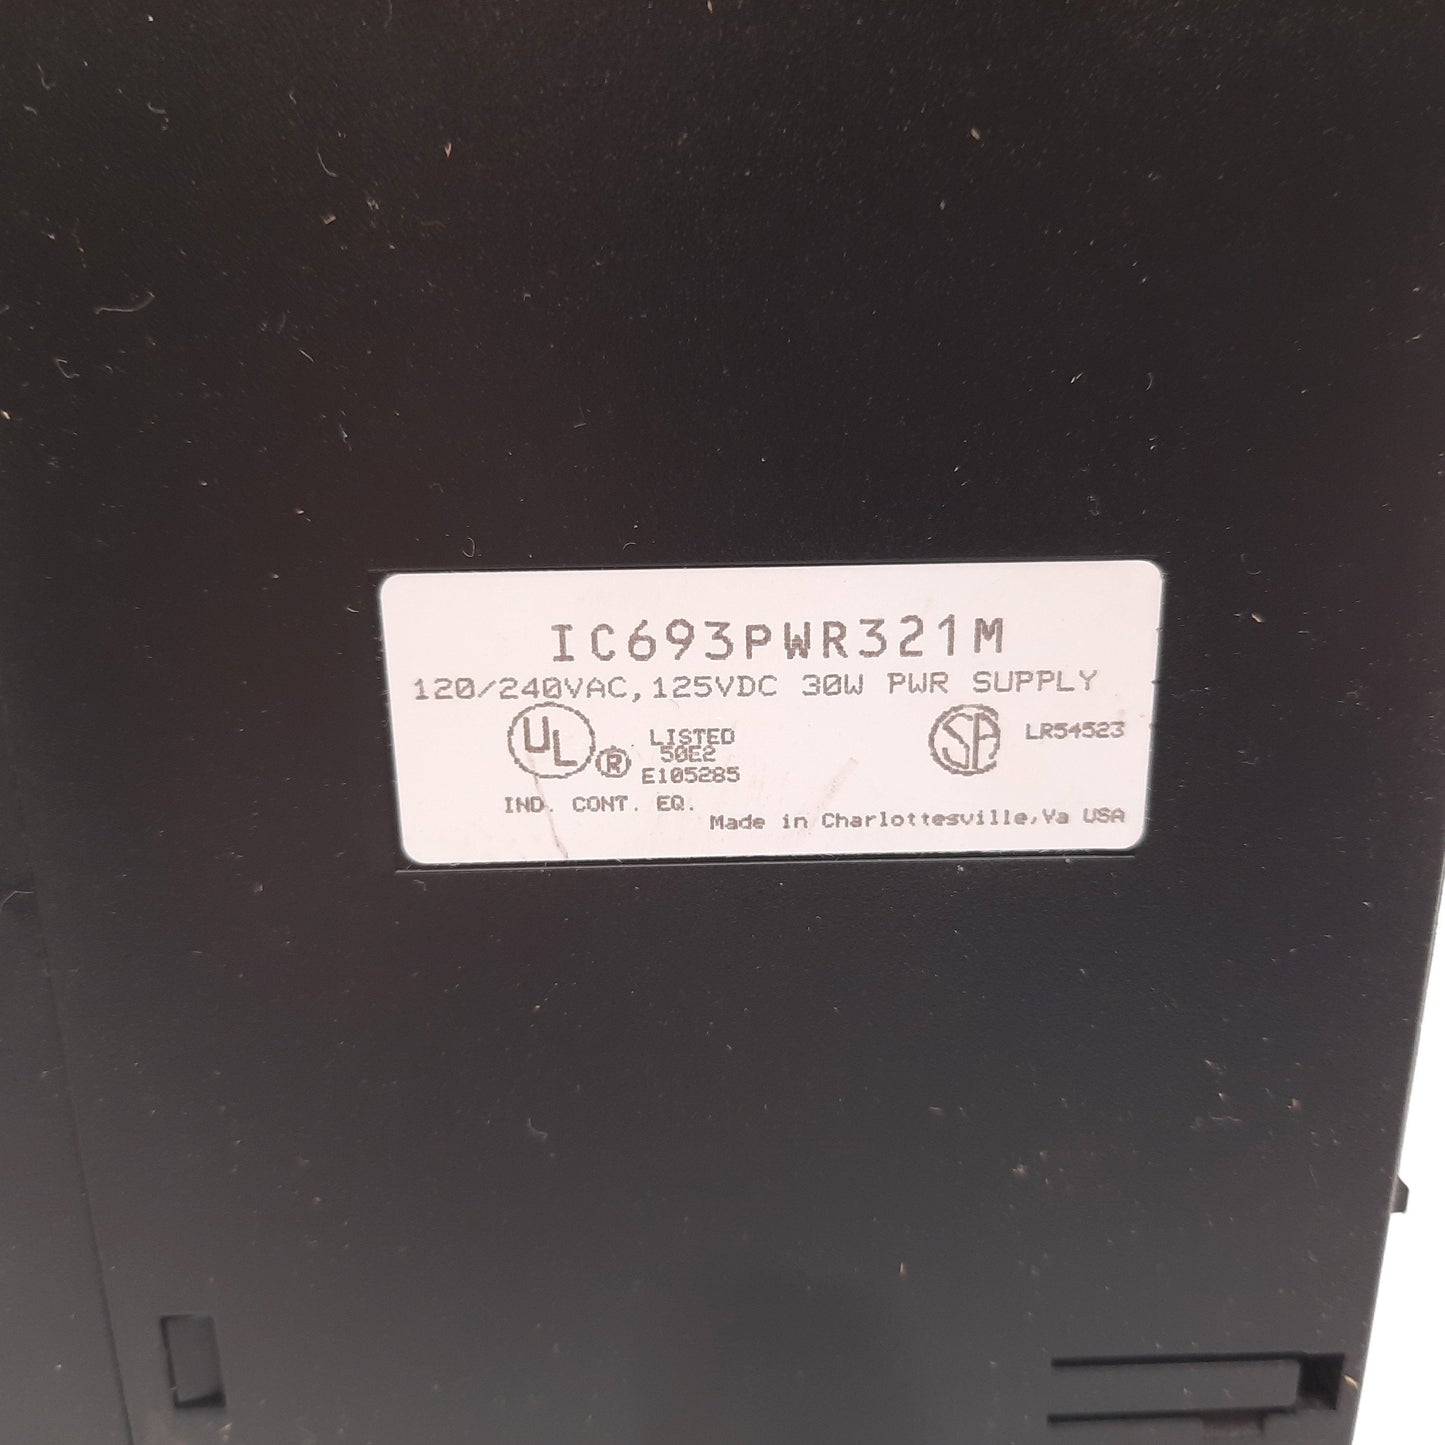 IC693PWR321M
120/240VAC,125VDC 30W PWR SUPPLY
UL ® LISTED
50E2
E105285
SA LR54523
IND. CONT. EQ.
Made in Charlottesville,Va USA